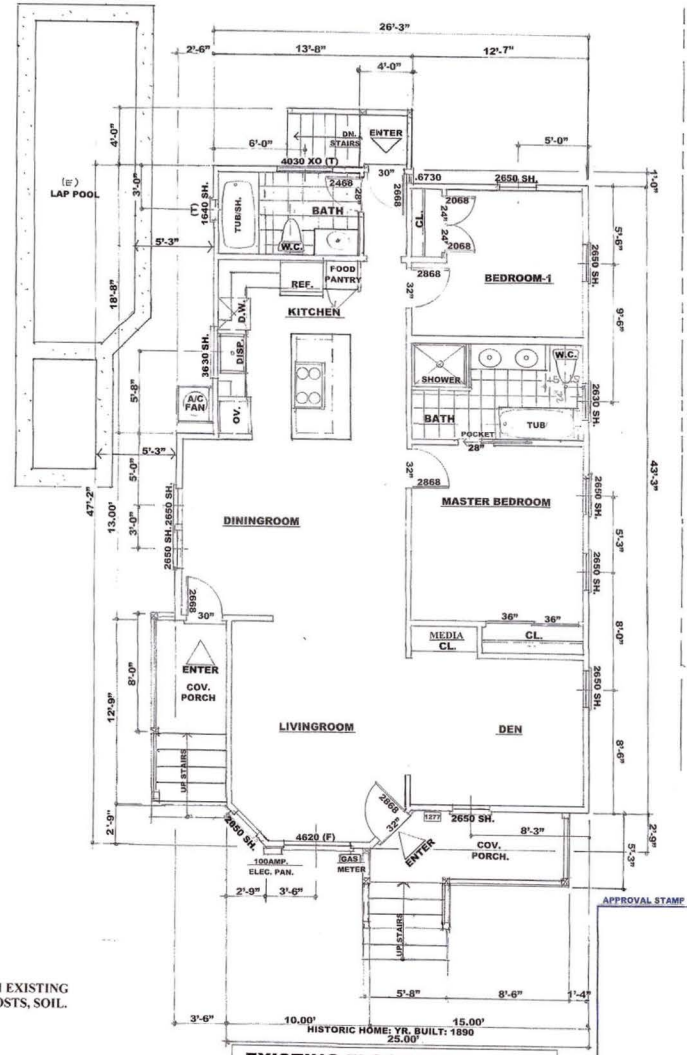 26'-3"
2'-6" 13'-8" 12'-7"
4'-0"
4'-0"
6'-0"
DN.
STAIRS
ENTER
5'-0"
1'-0"
4030 XO (T)
30"
.6730
2650 SH.
(E)
LAP POOL
3'-0"
(T)
1640 SH.
TUB/SH.
2468
28"
BATH
2668
CL.
2068
24"
24"
2068
5'-6"
2650 SH.
W.C.
5'-3"
18'-8"
REF.
FOOD
PANTRY
2868
32"
BEDROOM-1
9'-6"
KITCHEN
D.W.
3630 SH.
DISP.
5'-8"
SHOWER
W.C.
A/C
FAN
OV.
BATH
TUB
2630 SH.
POCKET
28"
5'-3"
32"
2868
43'-3"
47'-2"
13.00'
5'-0"
3'-0"
2650 SH.
2650 SH.
DININGROOM
MASTER BEDROOM
2650 SH.
5'-3"
2650 SH.
2668
30"
36" 36"
8'-0"
MEDIA
CL.
CL.
ENTER
COV.
PORCH
8'-0"
12'-9"
2650 SH.
LIVINGROOM
DEN
UP STAIRS
8'-6"
2668
32"
2'-9"
2650 SH.
4620 (F)
1277
2650 SH.
8'-3"
2'-9"
5'-3"
100AMP.
ELEC. PAN.
GAS
METER
ENTER
COV.
PORCH.
2'-9" 3'-6"
APPROVAL STAMP
UP STAIRS
EXISTING
OSTS, SOIL.
5'-8" 8'-6" 1'-4"
3'-6" 10.00' 15.00'
HISTORIC HOME: YR. BUILT: 1890
25.00'